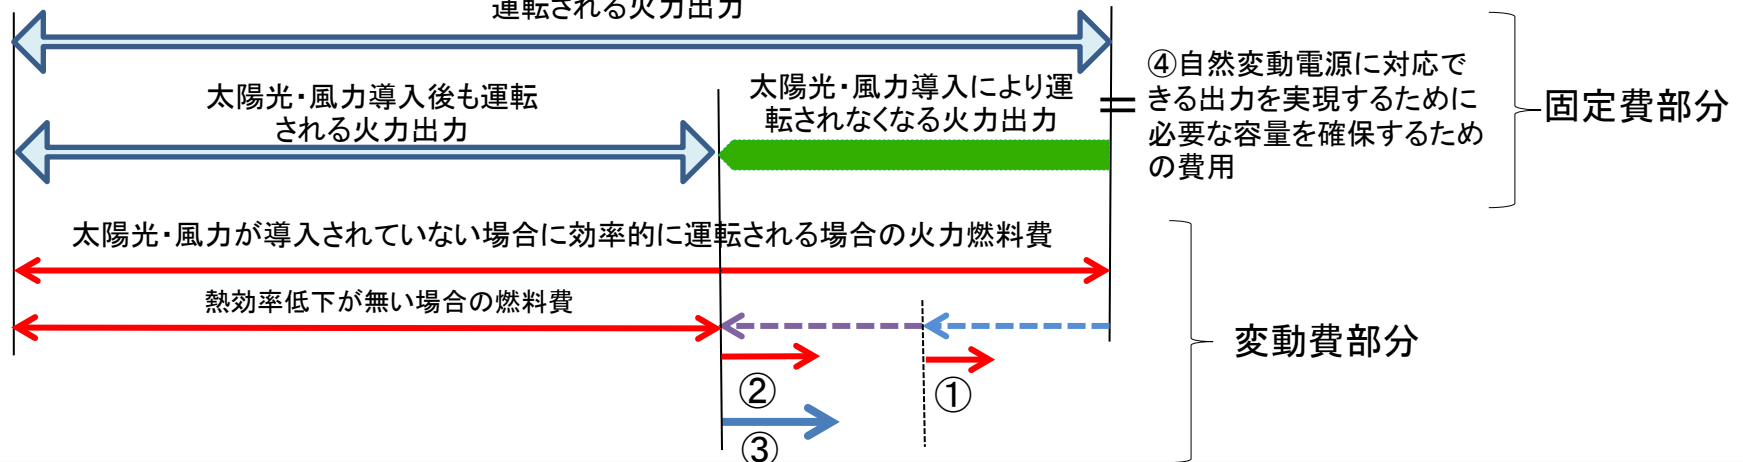 運転される火力出力
太陽光・風力導入後も運転
される火力出力
太陽光・風力導入により運
転されなくなる火力出力
＝
④自然変動電源に対応で
きる出力を実現するために
必要な容量を確保するため
の費用
固定費部分
太陽光・風力が導入されていない場合に効率的に運転される場合の火力燃料費
熱効率低下が無い場合の燃料費
変動費部分
②
①
③